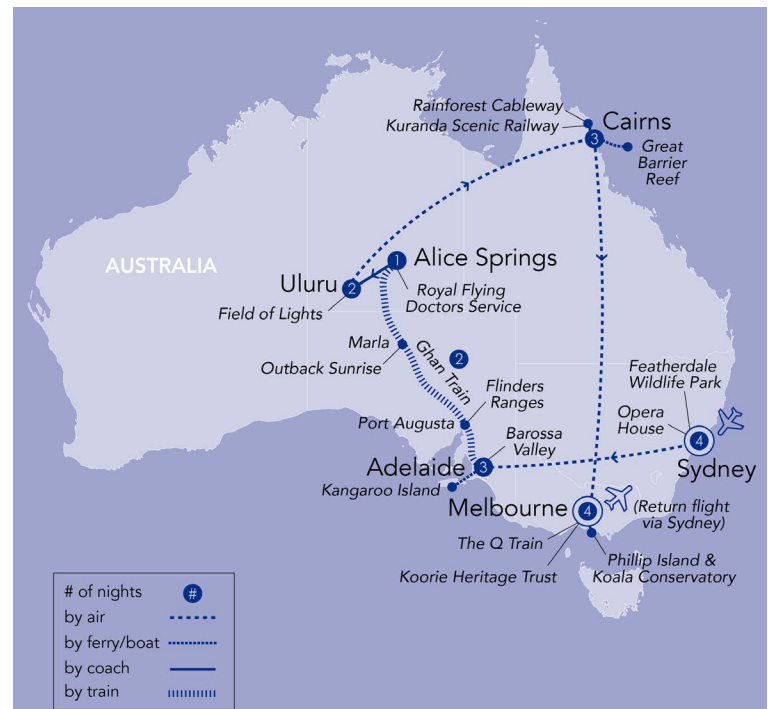 Rainforest Cableway
Kuranda Scenic Railway
Cairns
3
Great
Barrier
Reef
AUSTRALIA
1
Alice Springs
Uluru
2
Royal Flying
Doctors Service
Field of Lights
Marla
Outback Sunrise
Ghan Train
2
Flinders
Ranges
Featherdale
Wildlife Park
Port Augusta
Opera
House
Barossa
Valley
4
Sydney
Adelaide
3
Kangaroo Island
Melbourne
4
(Return flight
via Sydney)
The Q Train
Koorie Heritage Trust
Phillip Island &
Koala Conservatory
# of nights #
by air
by ferry/boat
by coach
by train